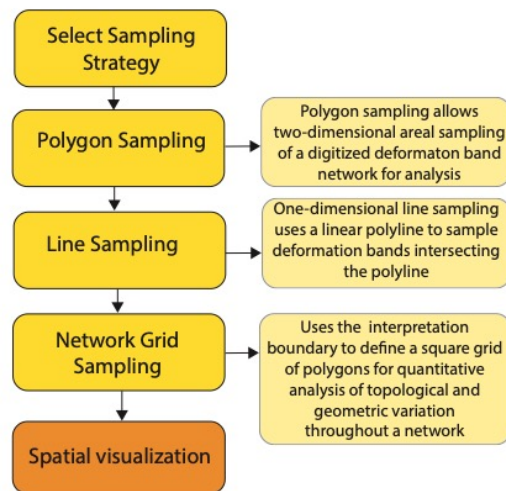 Select Sampling
Strategy
Polygon Sampling
Polygon sampling allows
two-dimensional areal sampling
of a digitized deformaton band
network for analysis
Line Sampling
One-dimensional line sampling
uses a linear polyline to sample
deformation bands intersecting
the polyline
Network Grid
Sampling
Uses the interpretation
boundary to define a square grid
of polygons for quantitative
analysis of topological and
geometric variation
throughout a network
Spatial visualization